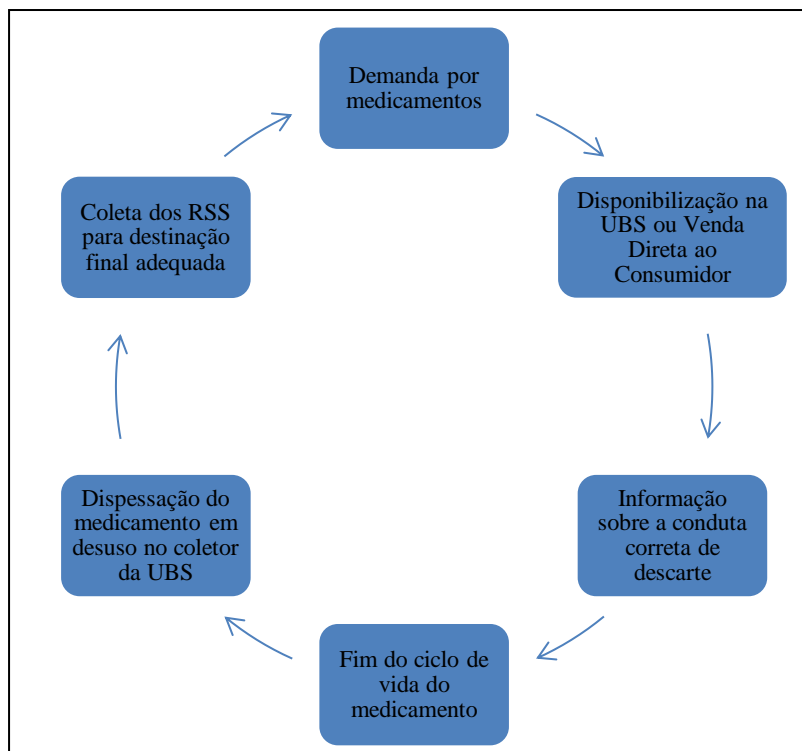 Demanda por
medicamentos
Disponibilização na
UBS ou Venda
Direta ao
Consumidor
Informação
sobre a conduta
correta de
descarte
Fim do ciclo de
vida do
medicamento
Dispessação do
medicamento em
desuso no coletor
da UBS
Coleta dos RSS
para destinação
final adequada